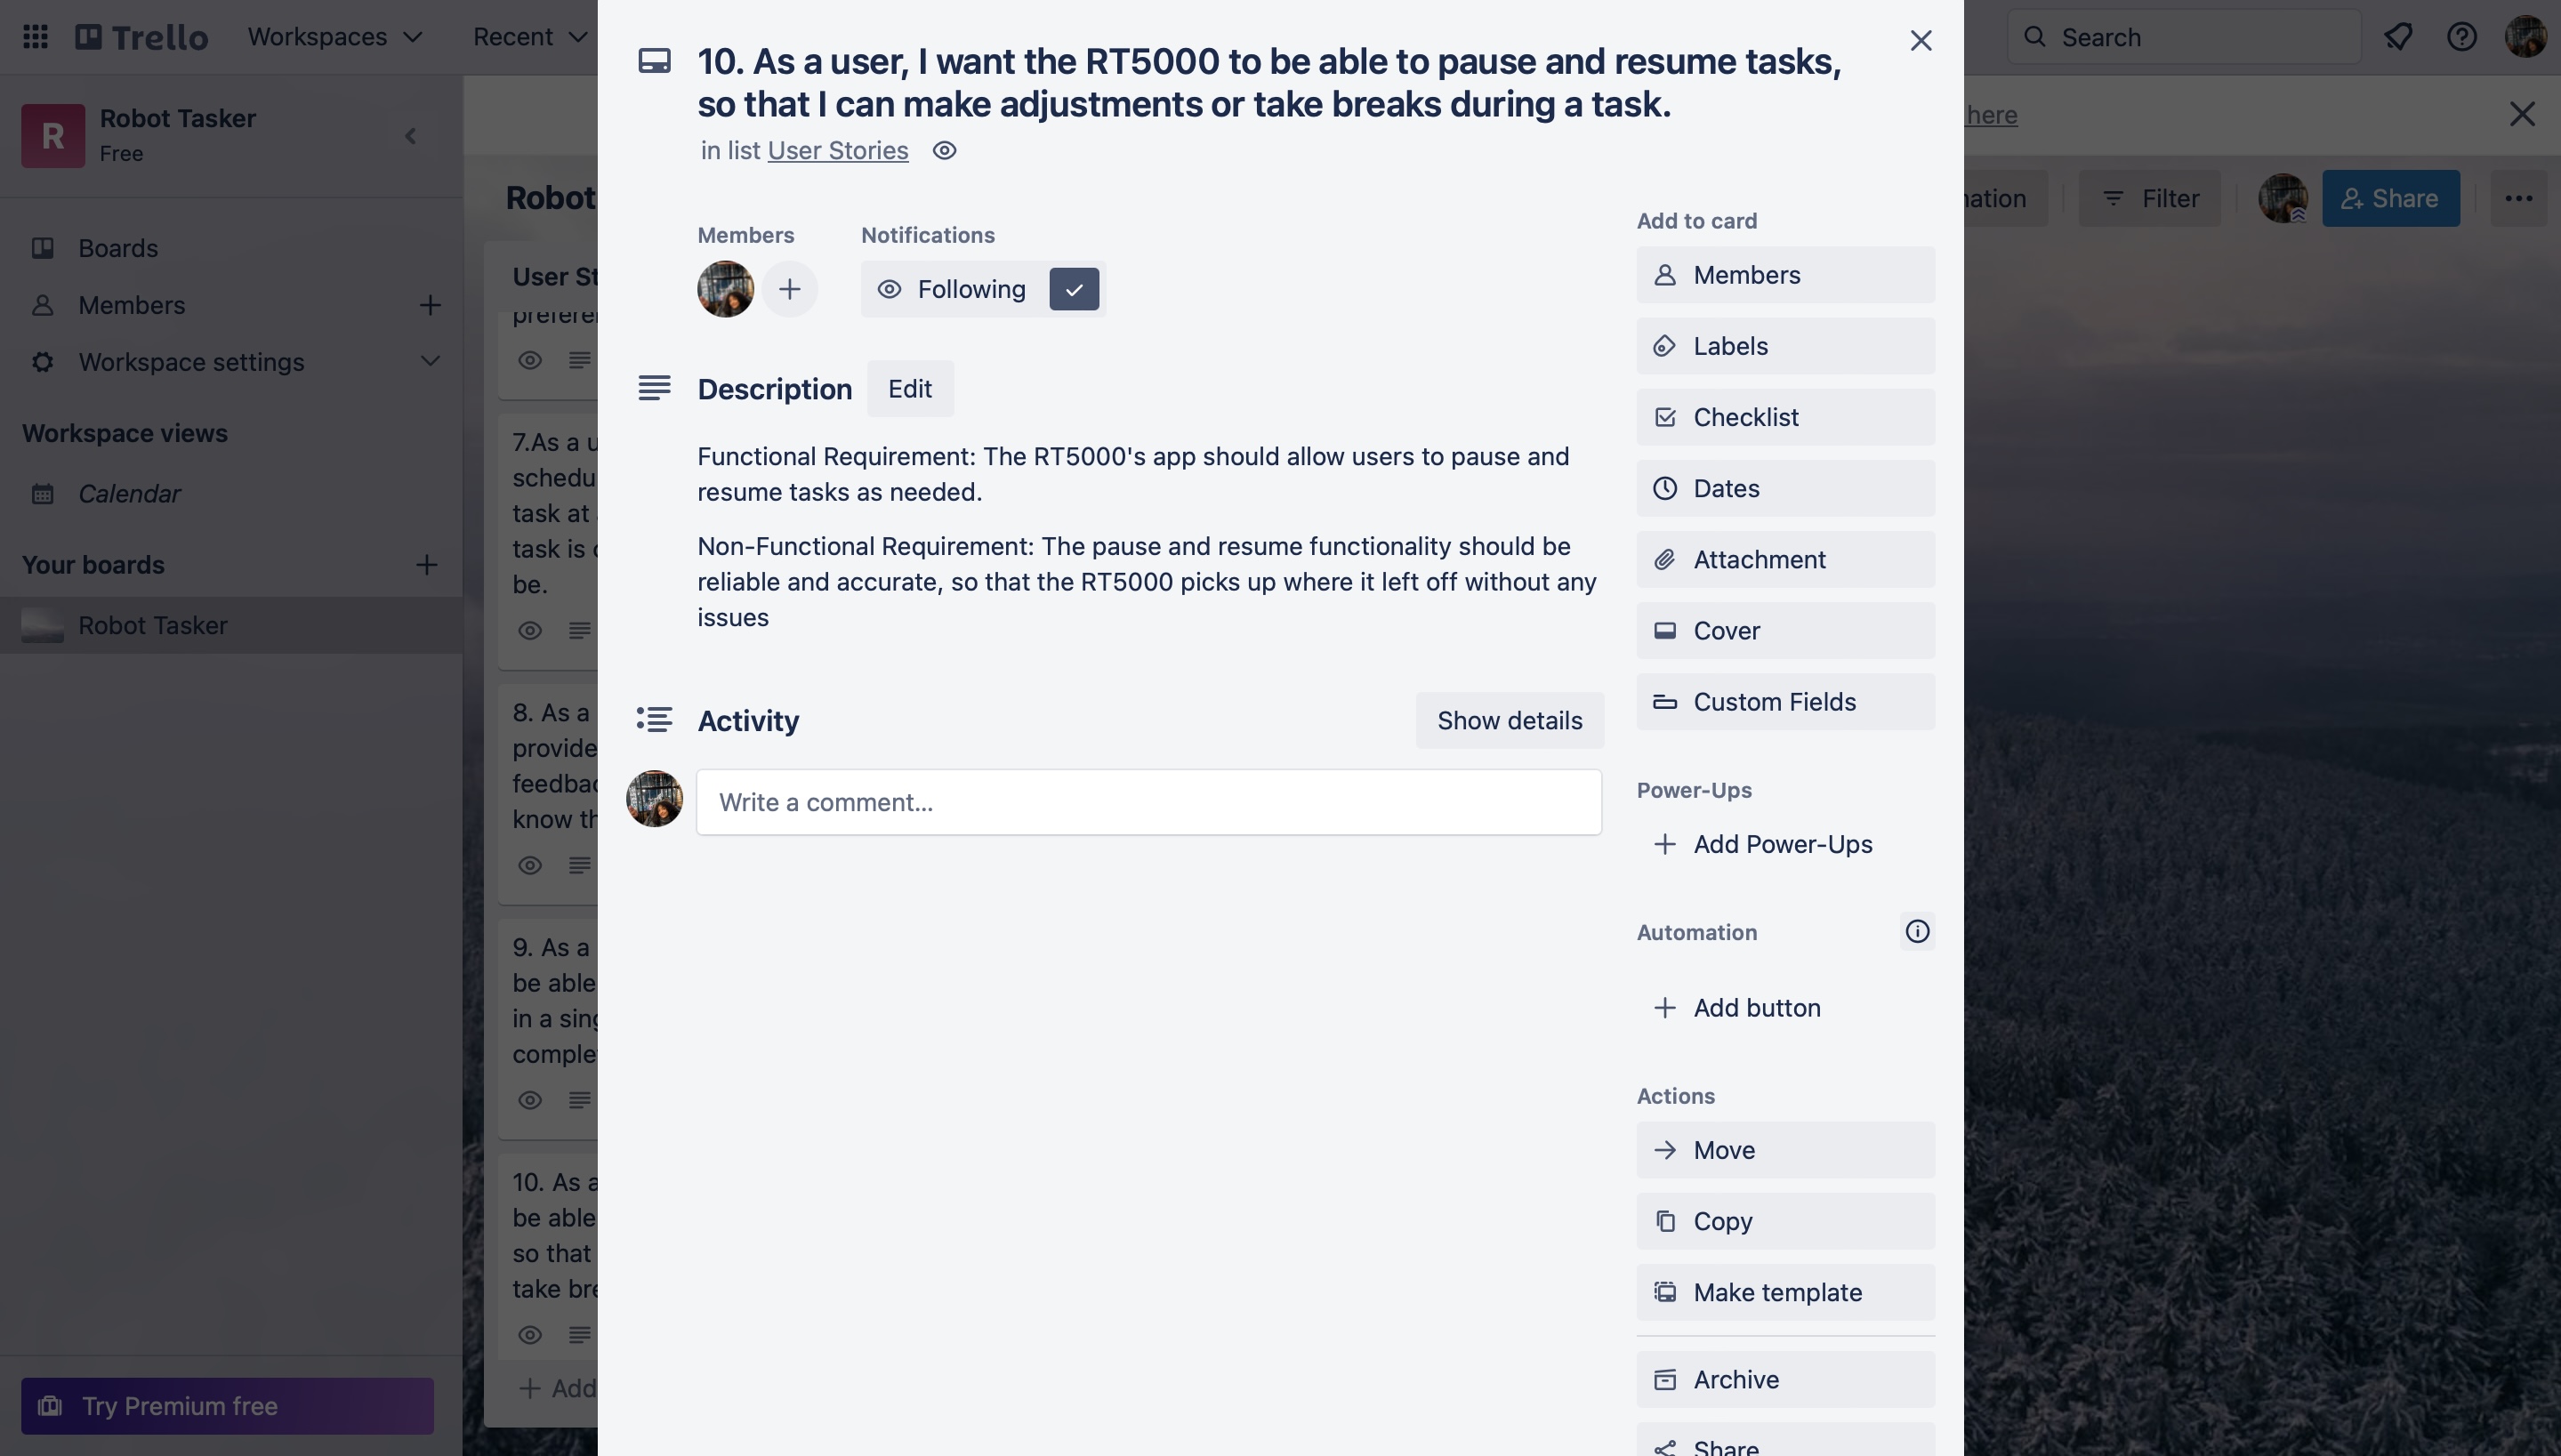 Trello
Workspaces
Recent
Search
R
Robot Tasker
Free
Boards
Members
Workspace settings
Workspace views
Calendar
Your boards
Robot Tasker
Try Premium free
Robot
User St
7.As a u
schedu
task at
task is
be.
8. As a
provide
feedbac
know th
9. As a
be able
in a sing
comple
10. As a
be able
so that
take bre
Add
10. As a user, I want the RT5000 to be able to pause and resume tasks,
so that I can make adjustments or take breaks during a task.
in list User Stories
Members
Notifications
Following
Description
Edit
Functional Requirement: The RT5000's app should allow users to pause and
resume tasks as needed.
Non-Functional Requirement: The pause and resume functionality should be
reliable and accurate, so that the RT5000 picks up where it left off without any
issues
Activity
Show details
Write a comment…
Add to card
Members
Labels
Checklist
Dates
Attachment
Cover
Custom Fields
Power-Ups
Add Power-Ups
Automation
Add button
Actions
Move
Copy
Make template
Archive
Share
here
Filter
Share